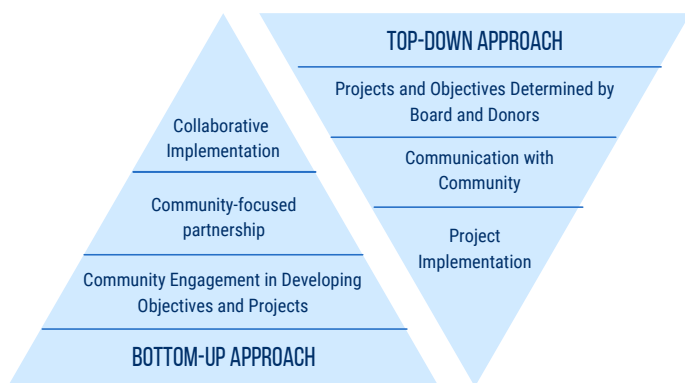 Collaborative
Implementation
Community-focused
partnership
Community Engagement in Developing
Objectives and Projects
BOTTOM-UP APPROACH
TOP-DOWN APPROACH
Projects and Objectives Determined by
Board and Donors
Communication with
Community
Project
Implementation